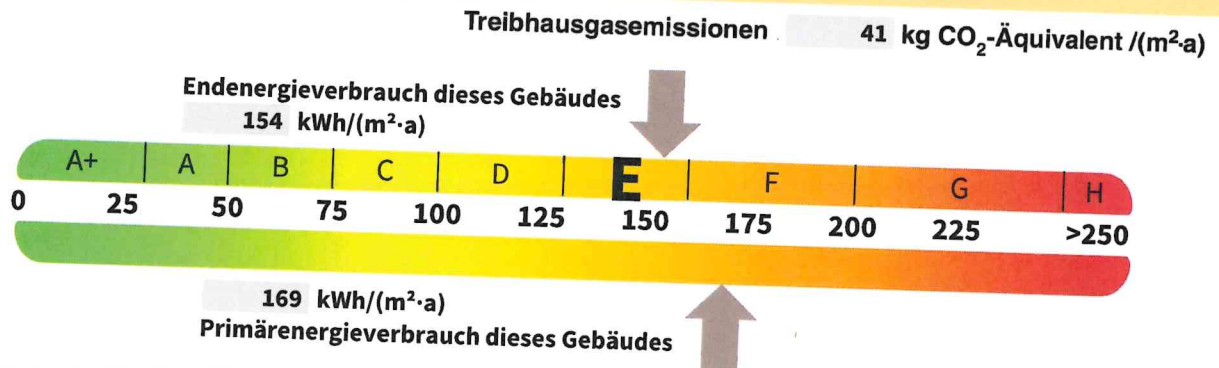 Treibhausgasemissionen 41 kg CO₂-Äquivalent /(m²·a)
Endenergieverbrauch dieses Gebäudes
154 kWh/(m²·a)
A+ A B C D E F G H
0 25 50 75 100 125 150 175 200 225 >250
169 kWh/(m²·a)
Primärenergieverbrauch dieses Gebäudes